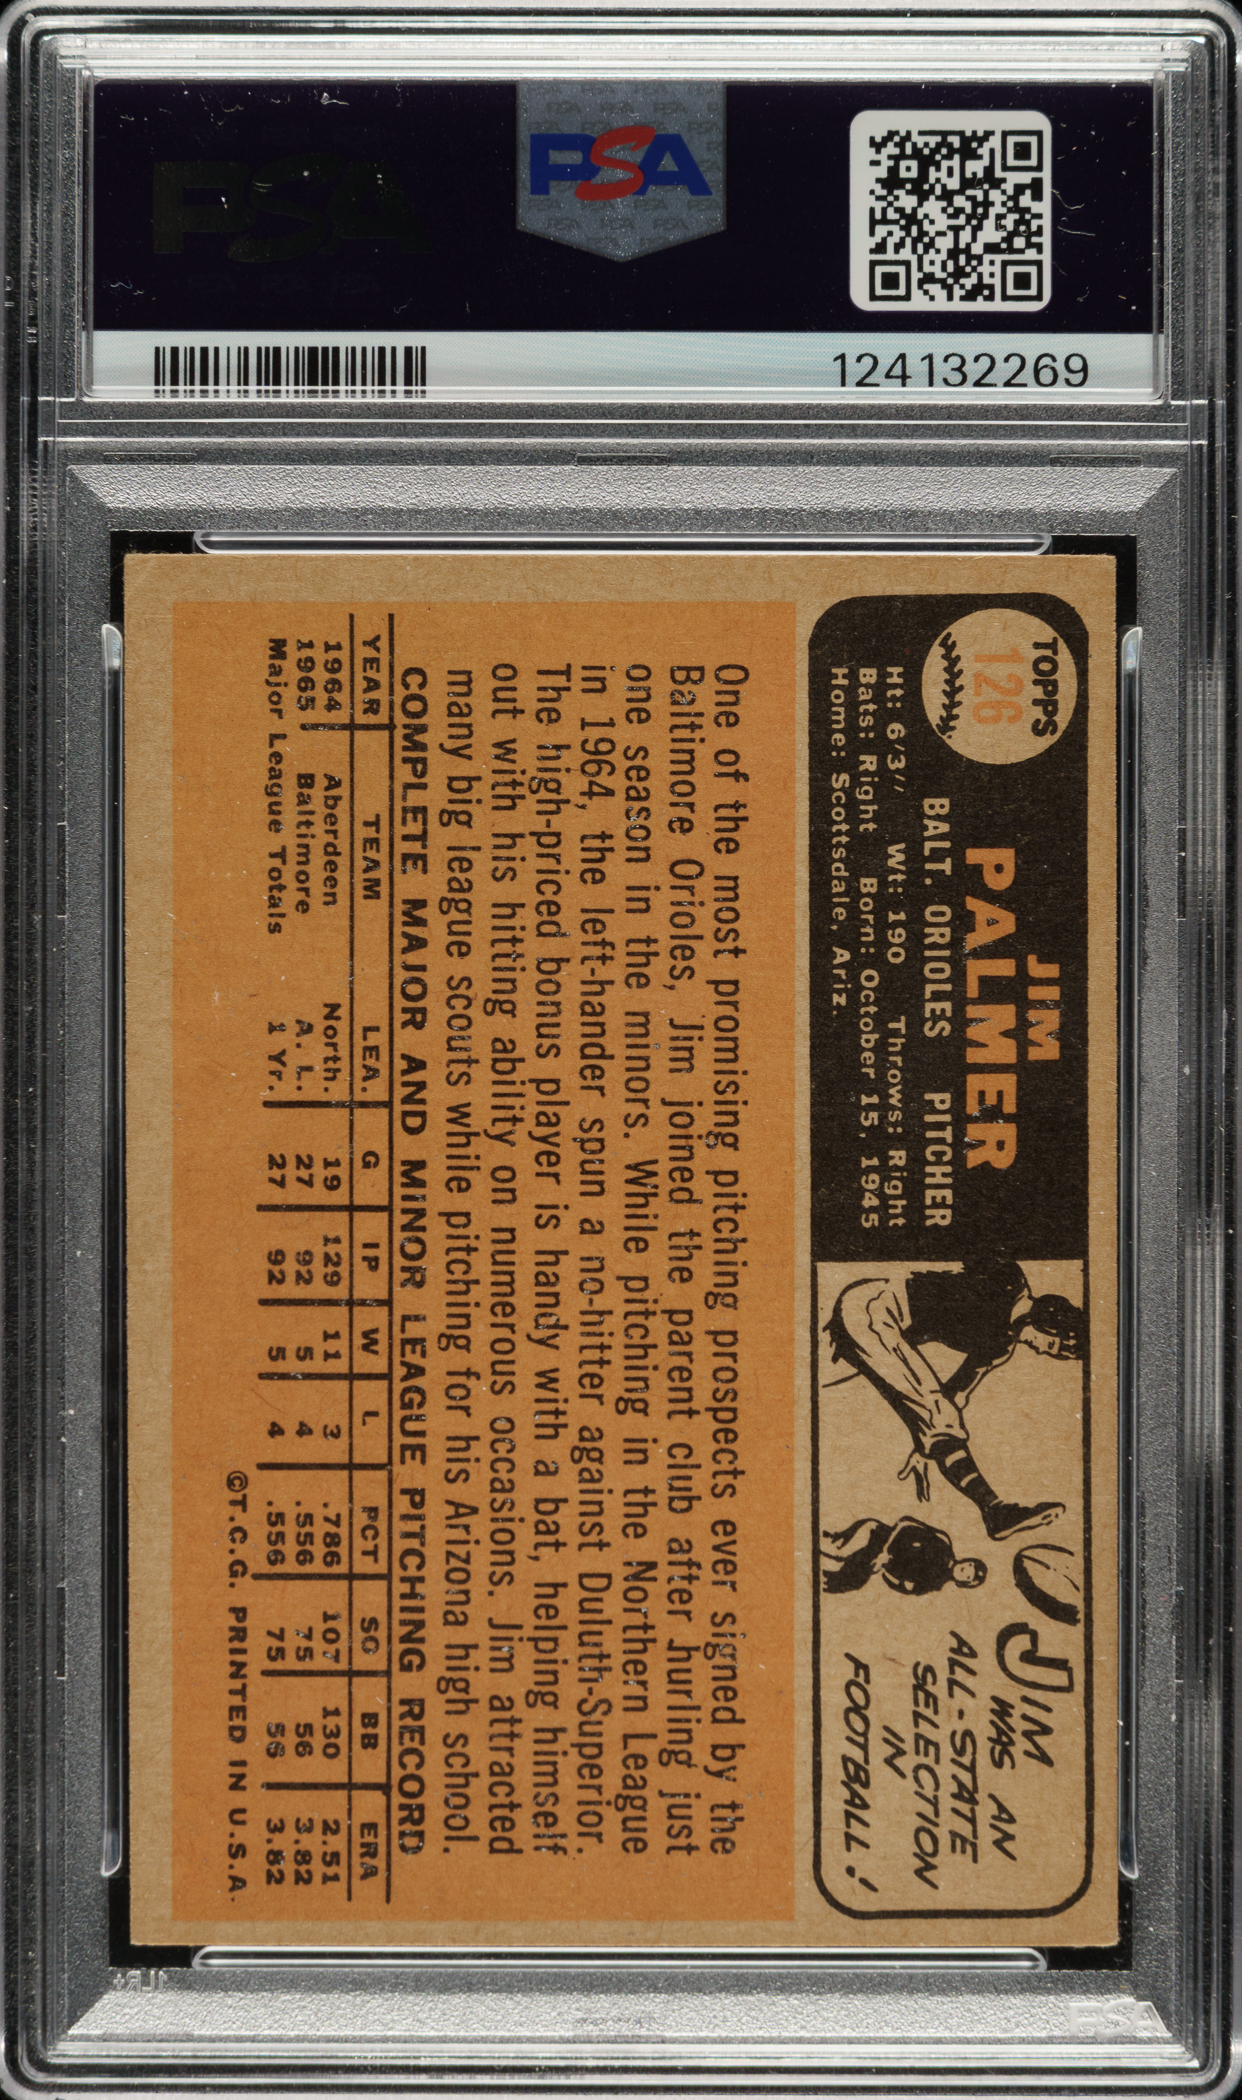 PSA
124132269
TOPPS
126
JIM
PALMER
BALT. ORIOLES PITCHER
Ht: 6'3" Wt: 190 Throws: Right
Bats: Right Born: October 15, 1945
Home: Scottsdale, Ariz.
JIM
WAS AN
ALL-STATE
SELECTION
IN
FOOTBALL!
One of the most promising pitching prospects ever signed by the
Baltimore Orioles, Jim joined the parent club after hurling just
one season in the minors. While pitching in the Northern League
in 1964, the left-hander spun a no-hitter against Duluth-Superior.
The high-priced bonus player is handy with a bat, helping himself
out with his hitting ability on numerous occasions. Jim attracted
many big league scouts while pitching for his Arizona high school.
COMPLETE MAJOR AND MINOR LEAGUE PITCHING RECORD
YEAR TEAM LEA. G IP W L PCT SO BB ERA
1964 Aberdeen North. 19 129 11 3 .786 107 130 2.51
1965 Baltimore A. L. 27 92 5 4 .556 75 56 3.82
Major League Totals 1 Yr. 27 92 5 4 .556 75 56 3.82
©T.C.G. PRINTED IN U.S.A.